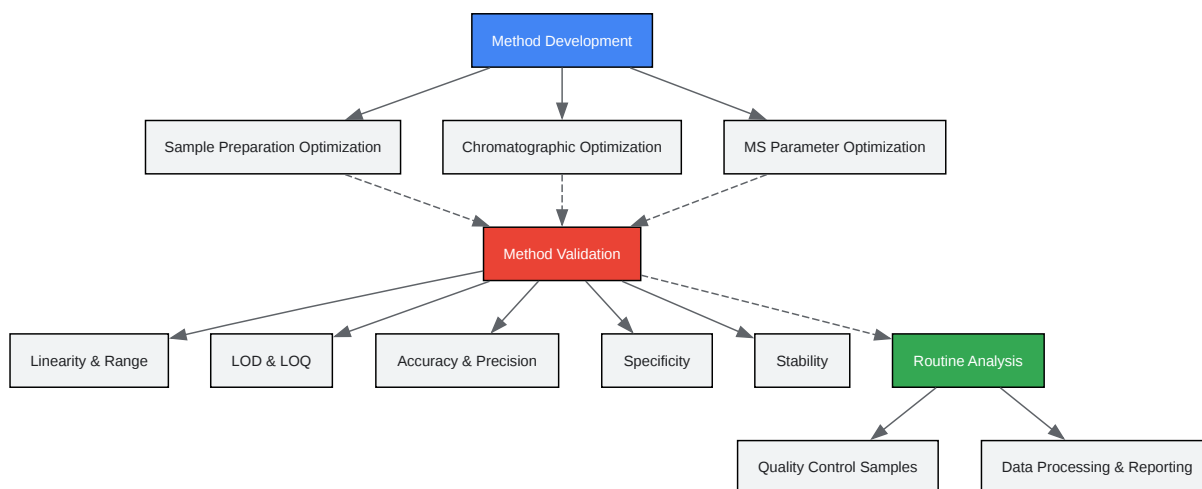 Method Development
Sample Preparation Optimization
Chromatographic Optimization
MS Parameter Optimization
Method Validation
Linearity & Range
LOD & LOQ
Accuracy & Precision
Specificity
Stability
Routine Analysis
Quality Control Samples
Data Processing & Reporting